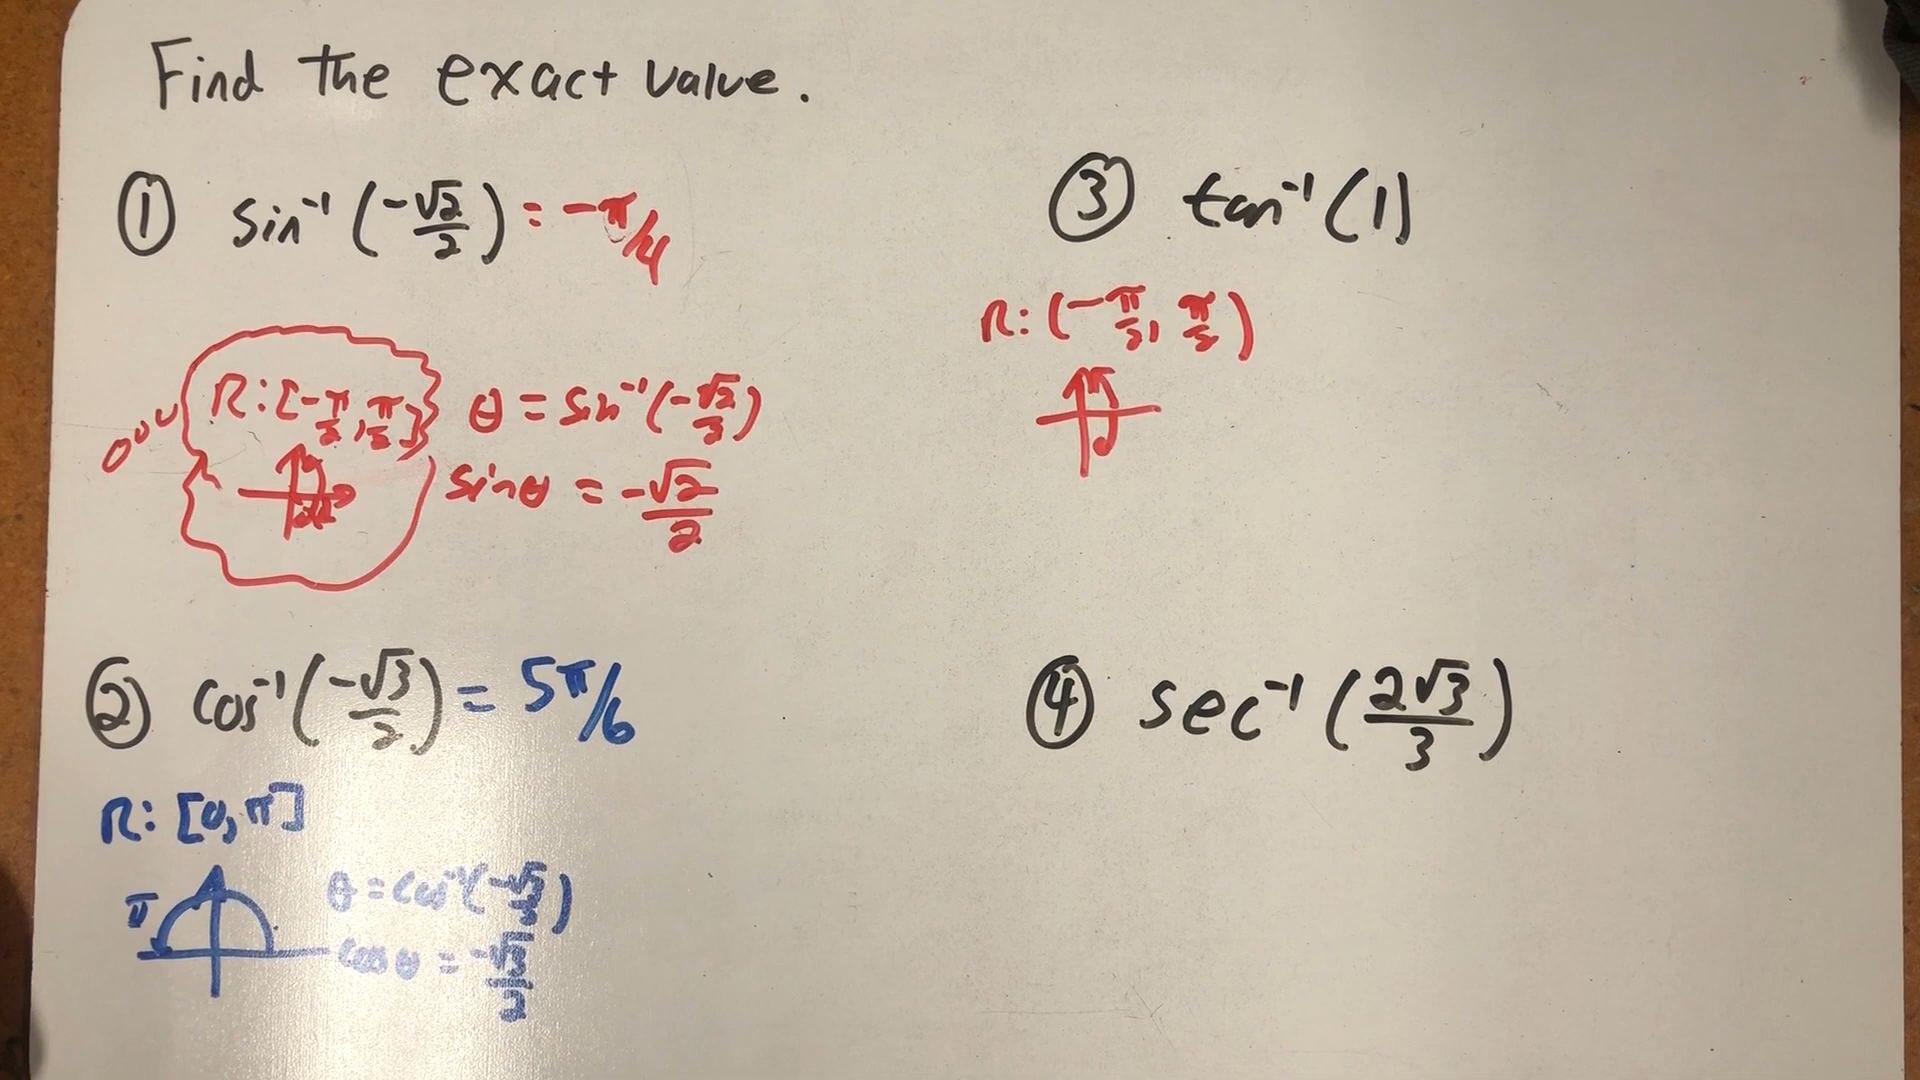 Find the exact value.
① sin⁻¹(-√2/2) = -π/4
R: [-π/2, π/2]
θ = sin⁻¹(-√2/2)
sinθ = -√2/2
② cos⁻¹(-√3/2) = 5π/6
R: [0, π]
π
θ = cos⁻¹(-√3/2)
cosθ = -√3/2
③ tan⁻¹(1)
R: (-π/2, π/2)
④ sec⁻¹(2√3/3)